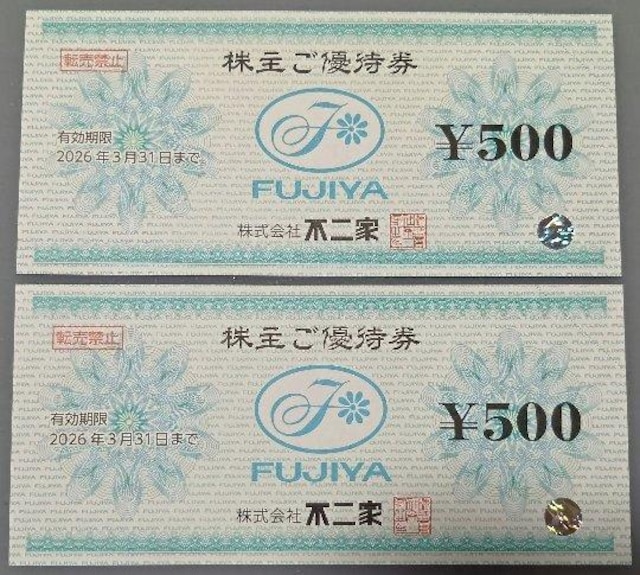 転売禁止
株主ご優待券
有効期限
2026年3月31日まで
¥500
FUJIYA
株式会社 不二家
転売禁止
株主ご優待券
有効期限
2026年3月31日まで
¥500
FUJIYA
株式会社 不二家